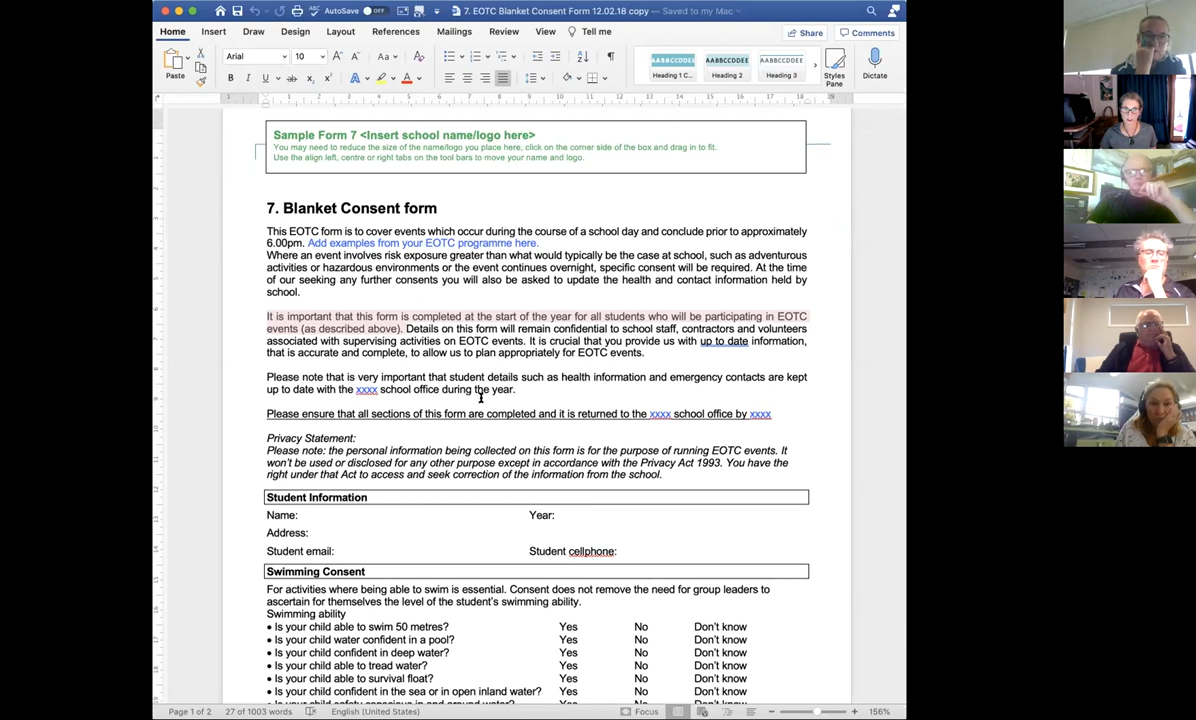 AutoSave OFF
7. EOTC Blanket Consent Form 12.02.18 copy — Saved to my Mac
Home Insert Draw Design Layout References Mailings Review View Tell me Share Comments
Paste
Arial 10
AABBCCDDEE AABBCCDDEE AABBCCDDEE
Heading 1 C... Heading 2 Heading 3 Styles Pane Dictate
Sample Form 7 <Insert school name/logo here>
You may need to reduce the size of the name/logo you place here, click on the corner side of the box and drag in to fit.
Use the align left, centre or right tabs on the tool bars to move your name and logo.
7. Blanket Consent form
This EOTC form is to cover events which occur during the course of a school day and conclude prior to approximately
6.00pm. Add examples from your EOTC programme here.
Where an event involves risk exposure greater than what would typically be the case at school, such as adventurous
activities or hazardous environments or the event continues overnight, specific consent will be required. At the time
of our seeking any further consents you will also be asked to update the health and contact information held by
school.
It is important that this form is completed at the start of the year for all students who will be participating in EOTC
events (as described above). Details on this form will remain confidential to school staff, contractors and volunteers
associated with supervising activities on EOTC events. It is crucial that you provide us with up to date information,
that is accurate and complete, to allow us to plan appropriately for EOTC events.
Please note that is very important that student details such as health information and emergency contacts are kept
up to date with the xxxx school office during the year.
Please ensure that all sections of this form are completed and it is returned to the xxxx school office by xxxx
Privacy Statement:
Please note: the personal information being collected on this form is for the purpose of running EOTC events. It
won't be used or disclosed for any other purpose except in accordance with the Privacy Act 1993. You have the
right under that Act to access and seek correction of the information from the school.
Student Information
Name: Year:
Address:
Student email: Student cellphone:
Swimming Consent
For activities where being able to swim is essential. Consent does not remove the need for group leaders to
ascertain for themselves the level of the student's swimming ability.
Swimming ability
• Is your child able to swim 50 metres? Yes No Don't know
• Is your child water confident in a pool? Yes No Don't know
• Is your child confident in deep water? Yes No Don't know
• Is your child able to tread water? Yes No Don't know
• Is your child able to survival float? Yes No Don't know
• Is your child confident in the sea or in open inland water? Yes No Don't know
Page 1 of 2 27 of 1003 words English (United States) Focus 156%